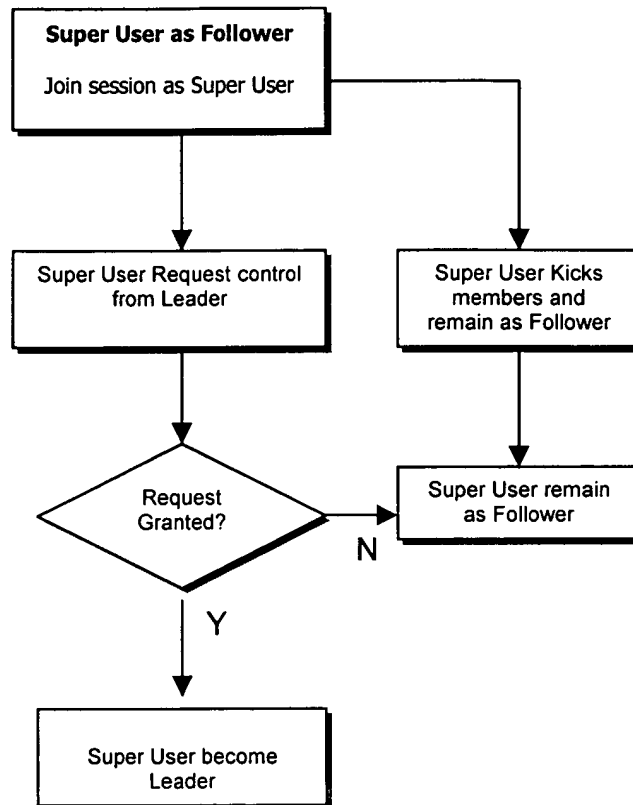 Super User as Follower
Join session as Super User
Super User Request control
from Leader
Super User Kicks
members and
remain as Follower
Request
Granted?
N
Super User remain
as Follower
Y
Super User become
Leader